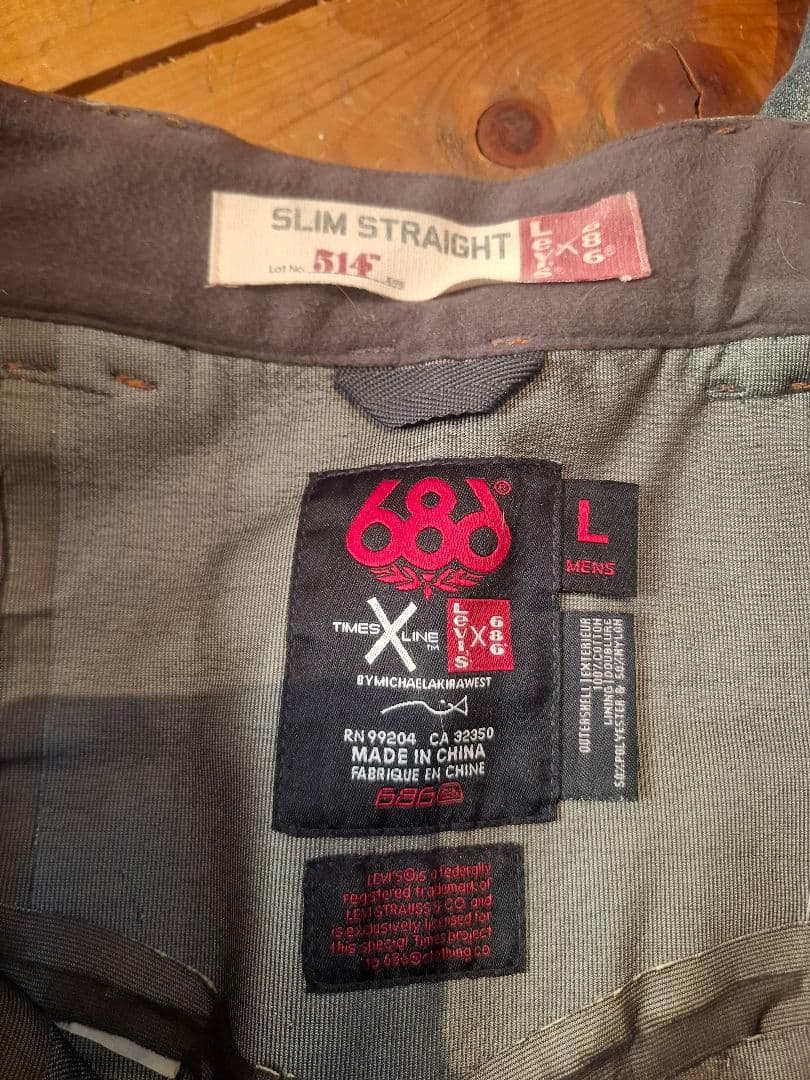 SLIM STRAIGHT
Lot No. 514
Levi's X 686®
686®
L
MENS
TIMES X LINE™
Levi's X 686®
BYMICHAELAKIRAWEST
RN 99204 CA 32350
MADE IN CHINA
FABRIQUE EN CHINE
686
OUTERSHELL|EXTERIEUR
100%COTTON
LINING|DOUBLURE
50%POLYESTER & 50%NYLON
LEVI'S®is a federally
registered trademark of
LEVI STRAUSS & CO and
is exclusively licensed for
this special Times project
to 686®clothing co